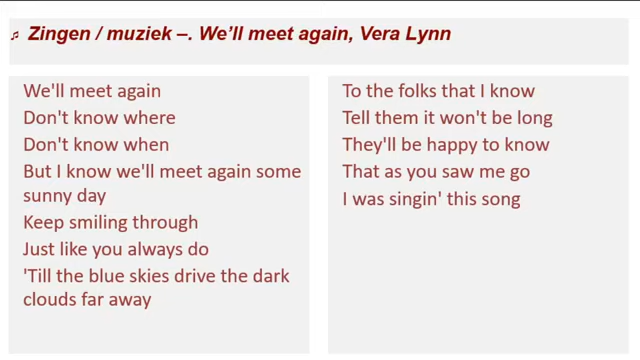 ♬ Zingen / muziek –. We’ll meet again, Vera Lynn
We'll meet again
Don't know where
Don't know when
But I know we'll meet again some
sunny day
Keep smiling through
Just like you always do
'Till the blue skies drive the dark
clouds far away
To the folks that I know
Tell them it won't be long
They'll be happy to know
That as you saw me go
I was singin' this song